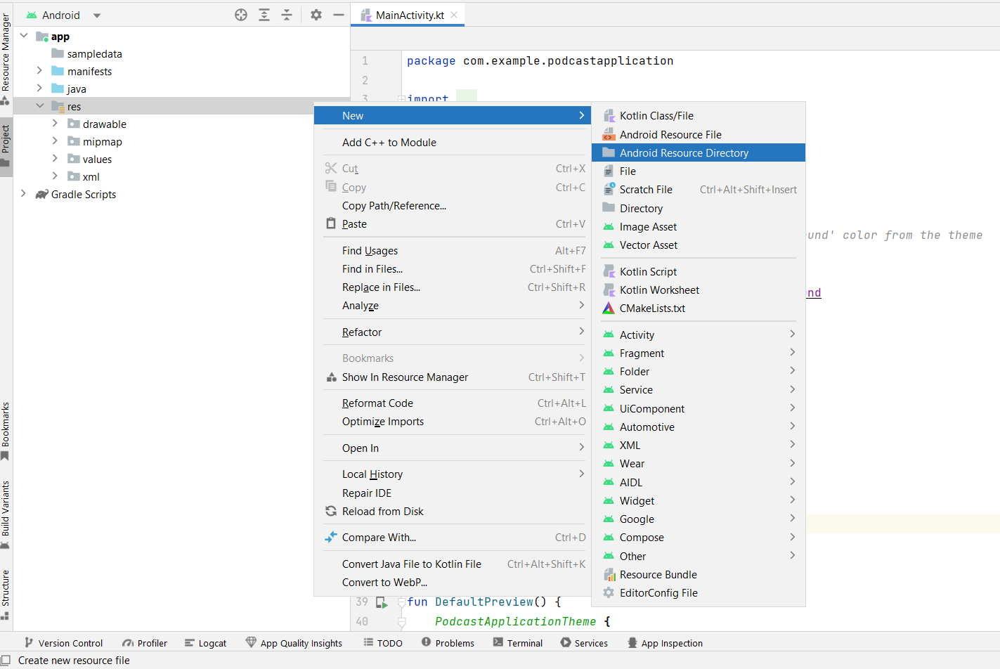 Android
MainActivity.kt
Resource Manager
Project
Bookmarks
Build Variants
Structure
app
sampledata
manifests
java
res
drawable
mipmap
values
xml
Gradle Scripts
1 package com.example.podcastapplication
2
3 import
ound' color from the theme
nd
39 fun DefaultPreview() {
40 PodcastApplicationTheme {
New
Add C++ to Module
Cut Ctrl+X
Copy Ctrl+C
Copy Path/Reference...
Paste Ctrl+V
Find Usages Alt+F7
Find in Files... Ctrl+Shift+F
Replace in Files... Ctrl+Shift+R
Analyze
Refactor
Bookmarks
Show In Resource Manager Ctrl+Shift+T
Reformat Code Ctrl+Alt+L
Optimize Imports Ctrl+Alt+O
Open In
Local History
Repair IDE
Reload from Disk
Compare With... Ctrl+D
Convert Java File to Kotlin File Ctrl+Alt+Shift+K
Convert to WebP...
Kotlin Class/File
Android Resource File
Android Resource Directory
File
Scratch File Ctrl+Alt+Shift+Insert
Directory
Image Asset
Vector Asset
Kotlin Script
Kotlin Worksheet
CMakeLists.txt
Activity
Fragment
Folder
Service
UiComponent
Automotive
XML
Wear
AIDL
Widget
Google
Compose
Other
Resource Bundle
EditorConfig File
Version Control Profiler Logcat App Quality Insights TODO Problems Terminal Services App Inspection
Create new resource file